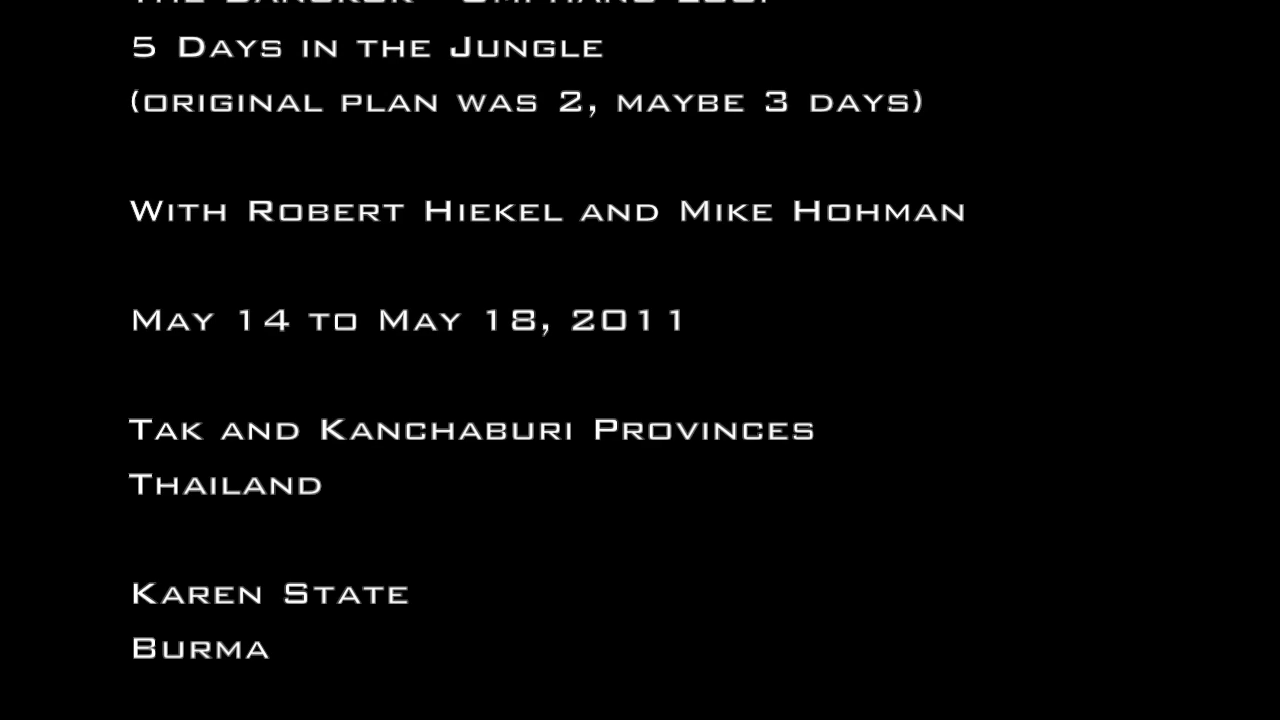 5 Days in the Jungle
(original plan was 2, maybe 3 days)
With Robert Hiekel and Mike Hohman
May 14 to May 18, 2011
Tak and Kanchaburi Provinces
Thailand
Karen State
Burma